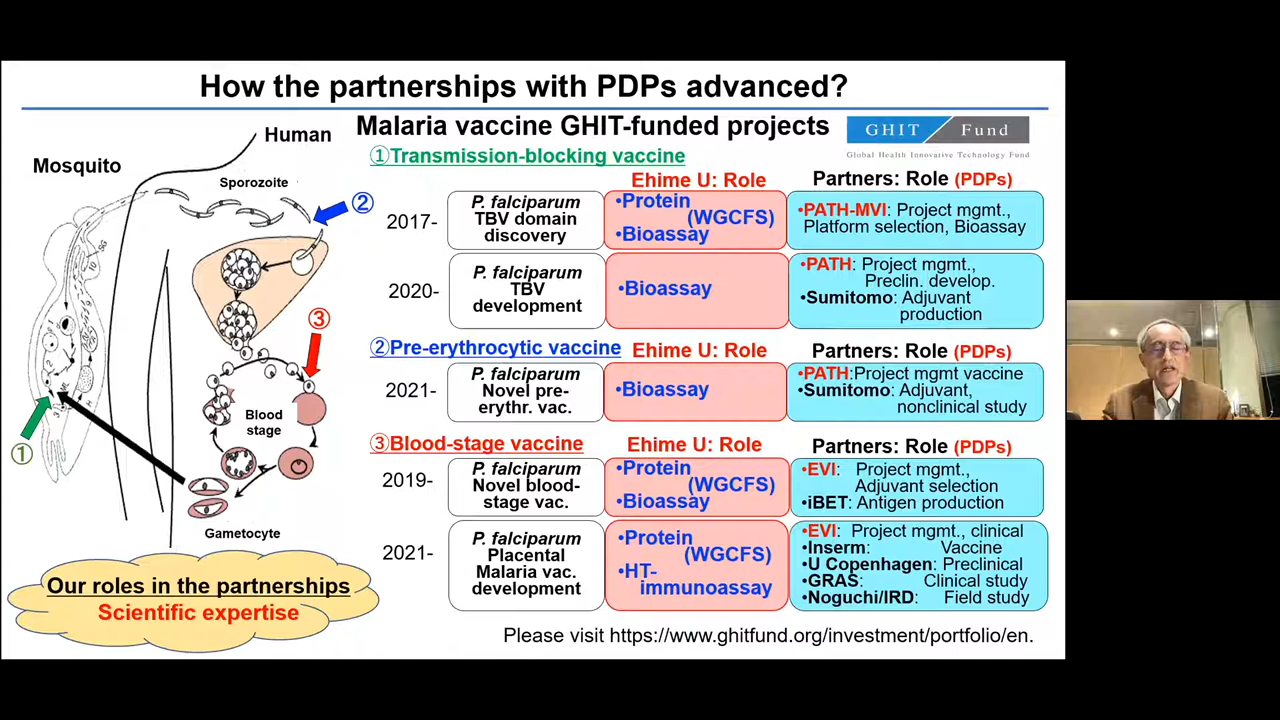 How the partnerships with PDPs advanced?
Malaria vaccine GHIT-funded projects
GHIT Fund
Global Health Innovative Technology Fund
Human
Mosquito
Sporozoite
②
③
①
Blood
stage
Gametocyte
Our roles in the partnerships
Scientific expertise
①Transmission-blocking vaccine
Ehime U: Role
Partners: Role (PDPs)
2017-
P. falciparum
TBV domain
discovery
•Protein
(WGCFS)
•Bioassay
•PATH-MVI: Project mgmt.,
Platform selection, Bioassay
2020-
P. falciparum
TBV
development
•Bioassay
•PATH: Project mgmt.,
Preclin. develop.
•Sumitomo: Adjuvant
production
②Pre-erythrocytic vaccine
Ehime U: Role
Partners: Role (PDPs)
2021-
P. falciparum
Novel pre-
erythr. vac.
•Bioassay
•PATH:Project mgmt vaccine
•Sumitomo: Adjuvant,
nonclinical study
③Blood-stage vaccine
Ehime U: Role
Partners: Role (PDPs)
2019-
P. falciparum
Novel blood-
stage vac.
•Protein
(WGCFS)
•Bioassay
•EVI: Project mgmt.,
Adjuvant selection
•iBET: Antigen production
2021-
P. falciparum
Placental
Malaria vac.
development
•Protein
(WGCFS)
•HT-
immunoassay
•EVI: Project mgmt., clinical
•Inserm: Vaccine
•U Copenhagen: Preclinical
•GRAS: Clinical study
•Noguchi/IRD: Field study
Please visit https://www.ghitfund.org/investment/portfolio/en.